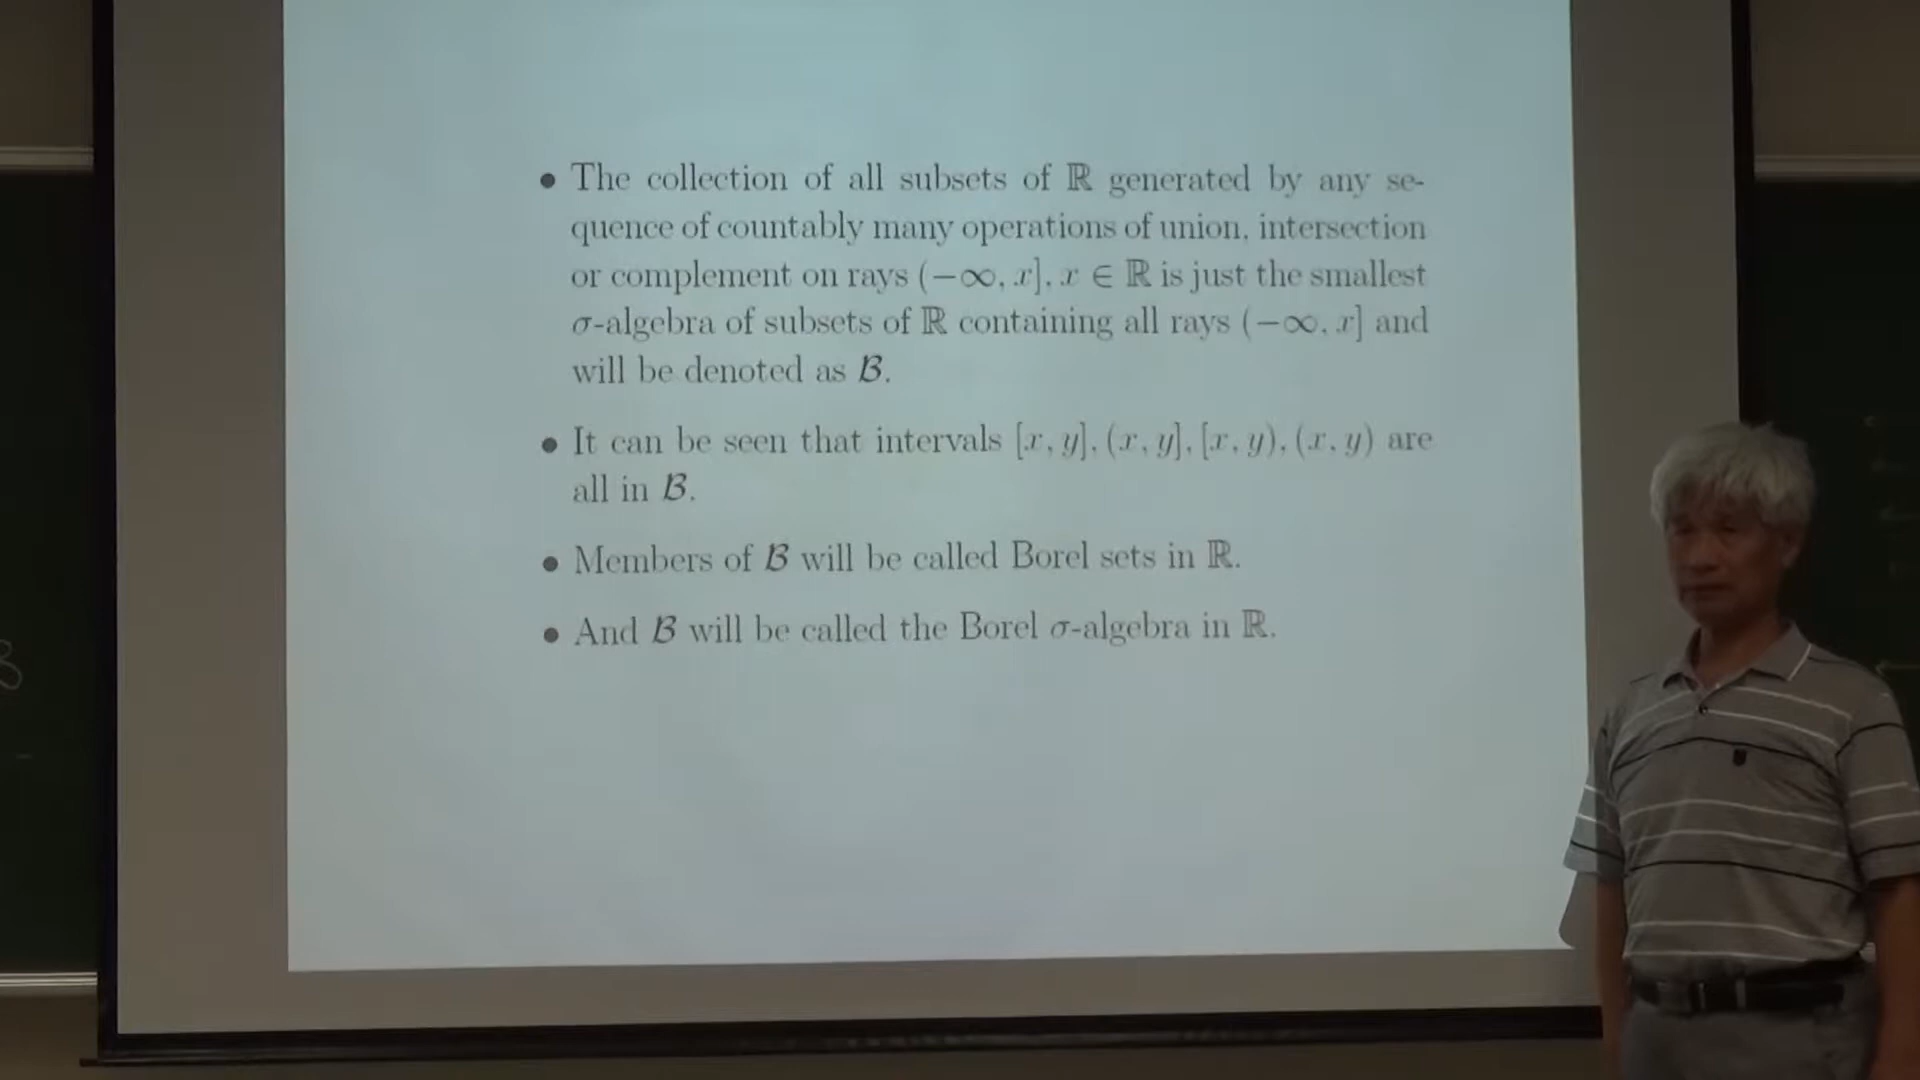 • The collection of all subsets of ℝ generated by any se-
quence of countably many operations of union, intersection
or complement on rays (−∞, x], x ∈ ℝ is just the smallest
σ-algebra of subsets of ℝ containing all rays (−∞, x] and
will be denoted as ℬ.
• It can be seen that intervals [x, y], (x, y], [x, y), (x, y) are
all in ℬ.
• Members of ℬ will be called Borel sets in ℝ.
• And ℬ will be called the Borel σ-algebra in ℝ.